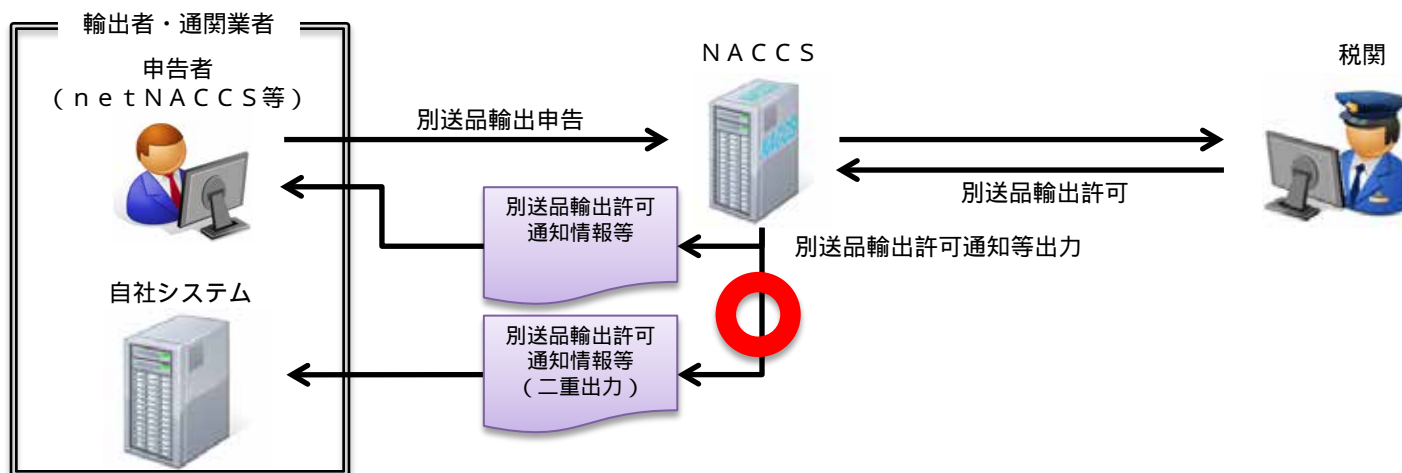 輸出者・通関業者
申告者
(netNACCS等)
自社システム
別送品輸出申告
NACCS
NACCS
別送品輸出許可
通知情報等
別送品輸出許可
通知情報等
(二重出力)
別送品輸出許可通知等出力
別送品輸出許可
税関